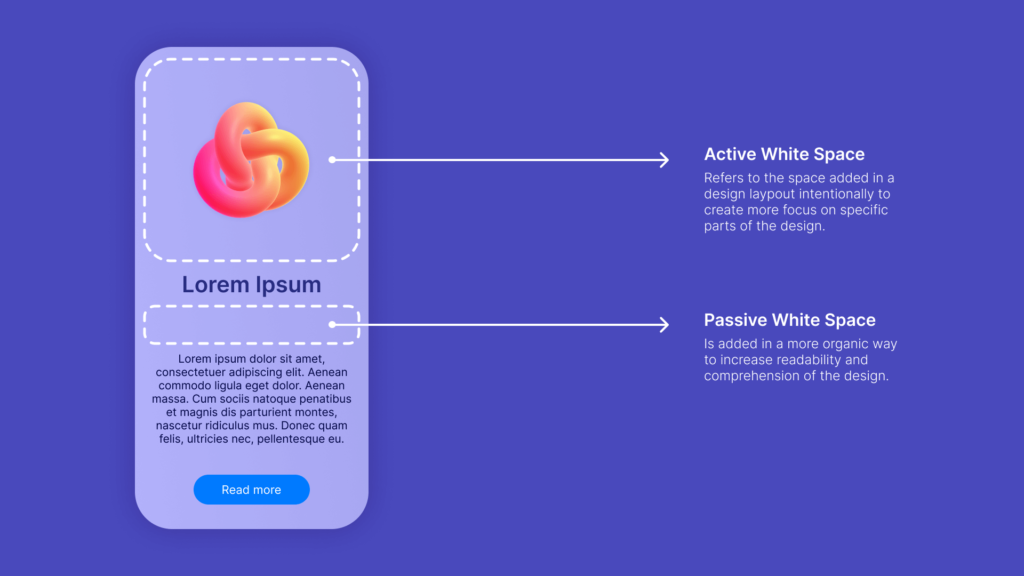 Lorem Ipsum
Lorem ipsum dolor sit amet,
consectetuer adipiscing elit. Aenean
commodo ligula eget dolor. Aenean
massa. Cum sociis natoque penatibus
et magnis dis parturient montes,
nascetur ridiculus mus. Donec quam
felis, ultricies nec, pellentesque eu.
Read more
Active White Space
Refers to the space added in a
design laypout intentionally to
create more focus on specific
parts of the design.
Passive White Space
Is added in a more organic way
to increase readability and
comprehension of the design.